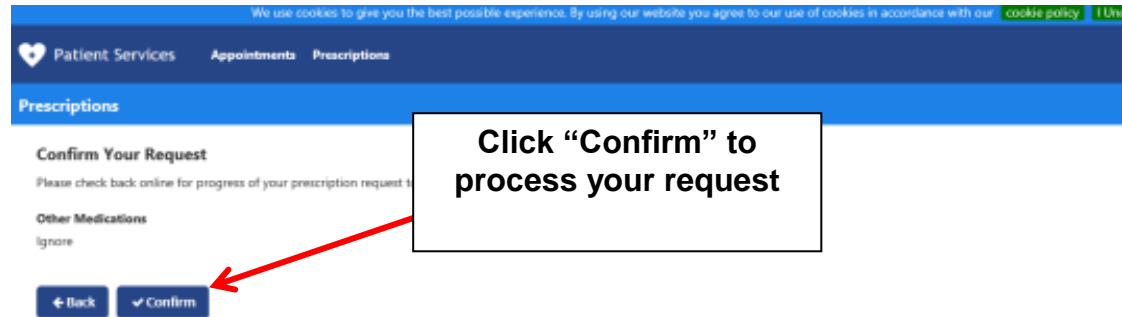 We use cookies to give you the best possible experience. By using our website you agree to our use of cookies in accordance with our cookie policy I Un
Patient Services Appointments Prescriptions
Prescriptions
Confirm Your Request
Please check back online for progress of your prescription request
Other Medications
Ignore
Back Confirm
Click “Confirm” to
process your request